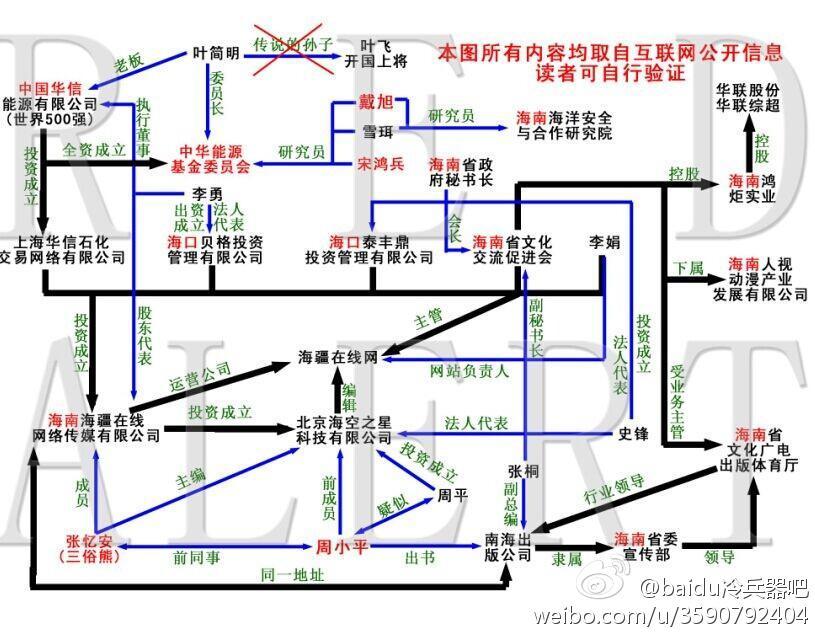 叶简明
传说的孙子
叶飞
开国上将
本图所有内容均取自互联网公开信息
读者可自行验证
老板
委员长
中国华信
能源有限公司
(世界500强)
执行董事
戴旭
雪珥
宋鸿兵
研究员
研究员
海南海洋安全
与合作研究院
华联股份
华联综超
控股
投资成立
全资成立
中华能源
基金委员会
海南省政
府秘书长
控股
海南鸿
炬实业
李勇
出资成立
法人代表
会长
上海华信石化
交易网络有限公司
海口贝格投资
管理有限公司
海口泰丰鼎
投资管理有限公司
海南省文化
交流促进会
李娟
下属
海南人视
动漫产业
发展有限公司
投资成立
股东代表
主管
副秘书长
投资成立
法人代表
运营公司
海疆在线网
网站负责人
受业务主管
编辑
海南海疆在线
网络传媒有限公司
投资成立
北京海空之星
科技有限公司
法人代表
史锋
海南省
文化广电
出版体育厅
成员
主编
前成员
投资成立
疑似
周平
张桐
副总编
行业领导
张忆安
(三俗熊)
前同事
周小平
出书
南海出
版公司
隶属
海南省委
宣传部
领导
同一地址
RED
ALERT
@baidu冷兵器吧
weibo.com/u/3590792404